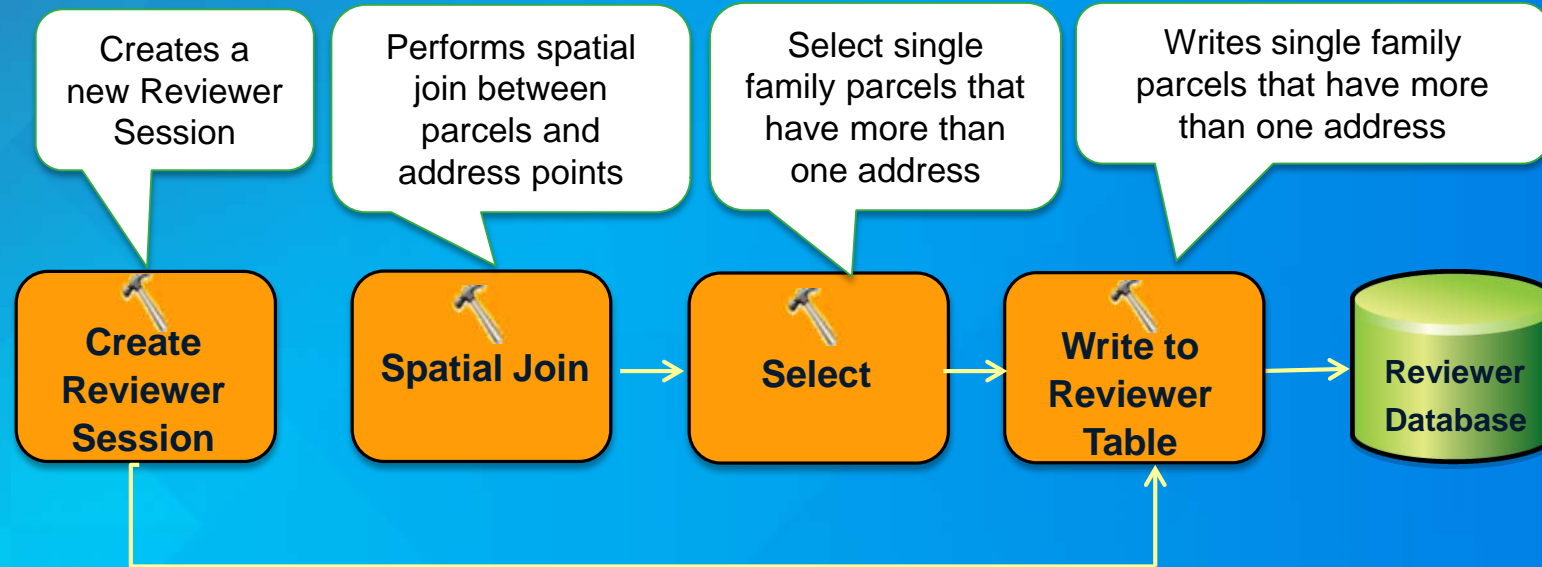 Creates a
new Reviewer
Session
Performs spatial
join between
parcels and
address points
Select single
family parcels that
have more than
one address
Writes single family
parcels that have more
than one address
Create
Reviewer
Session
Spatial Join
Select
Write to
Reviewer
Table
Reviewer
Database